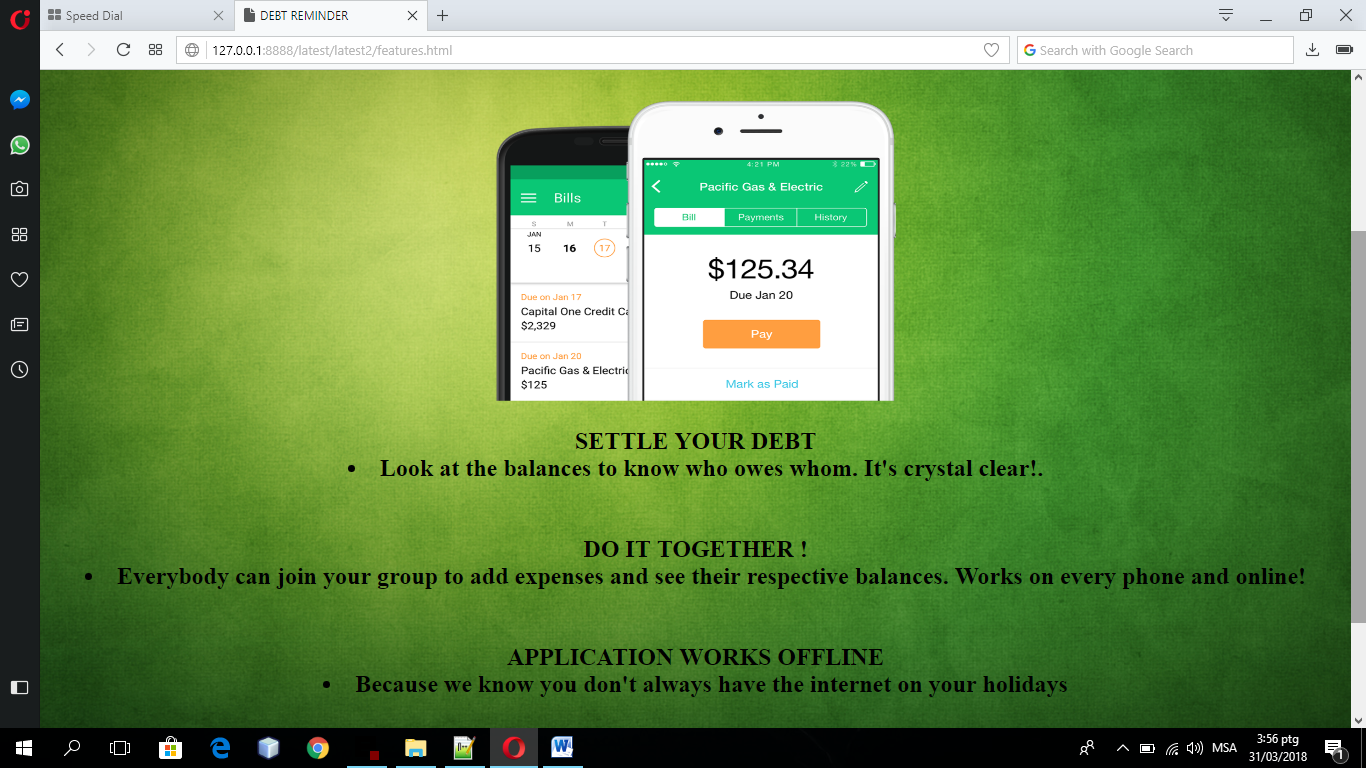 Speed Dial
DEBT REMINDER
127.0.0.1:8888/latest/latest2/features.html
Search with Google Search
Bills
S M T
JAN
15 16 17
Due on Jan 17
Capital One Credit Ca
$2,329
Due on Jan 20
Pacific Gas & Electric
$125
4:21 PM 22%
Pacific Gas & Electric
Bill Payments History
$125.34
Due Jan 20
Pay
Mark as Paid
SETTLE YOUR DEBT
• Look at the balances to know who owes whom. It's crystal clear!.
DO IT TOGETHER !
• Everybody can join your group to add expenses and see their respective balances. Works on every phone and online!
APPLICATION WORKS OFFLINE
• Because we know you don't always have the internet on your holidays
MSA
3:56 ptg
31/03/2018
1